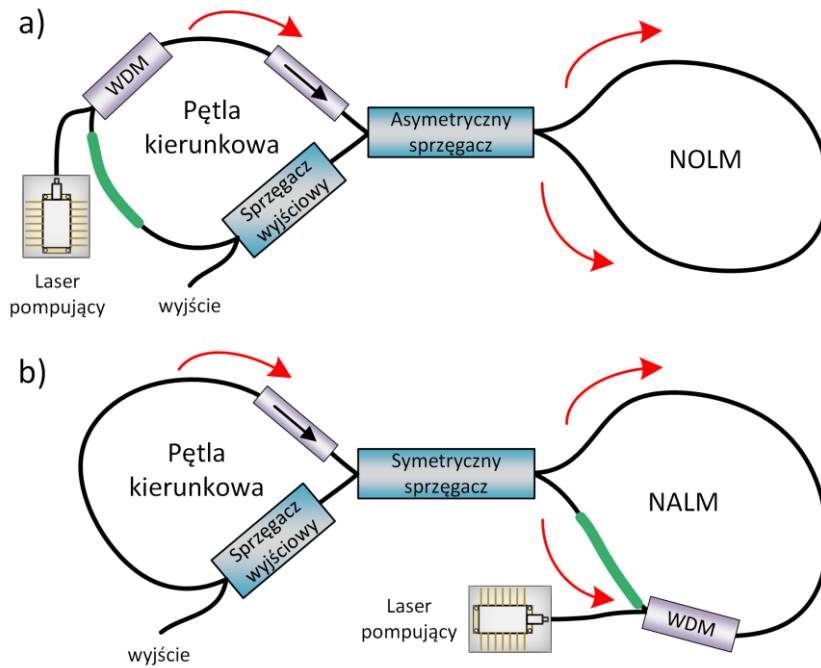 a)
WDM
Pętla
kierunkowa
Asymetryczny
sprzęgacz
NOLM
Sprzęgacz
wyjściowy
Laser
pompujący
wyjście
b)
Pętla
kierunkowa
Symetryczny
sprzęgacz
NALM
Sprzęgacz
wyjściowy
Laser
pompujący
WDM
wyjście